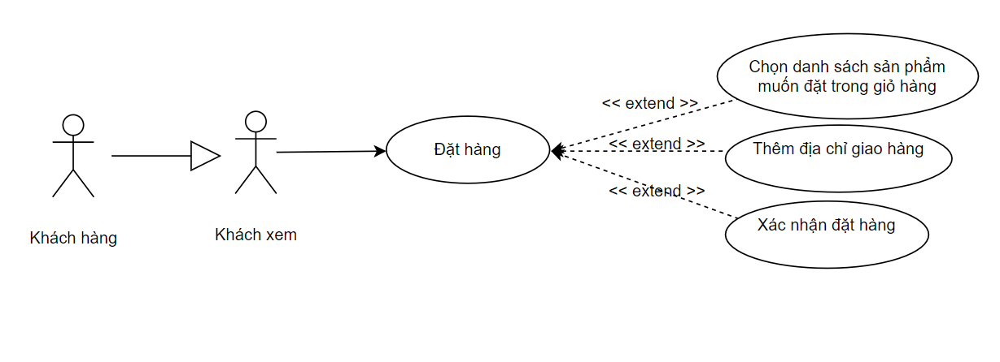 Chọn danh sách sản phẩm
muốn đặt trong giỏ hàng
<< extend >>
Đặt hàng
<< extend >>
Thêm địa chỉ giao hàng
<< extend >>
Xác nhận đặt hàng
Khách hàng
Khách xem